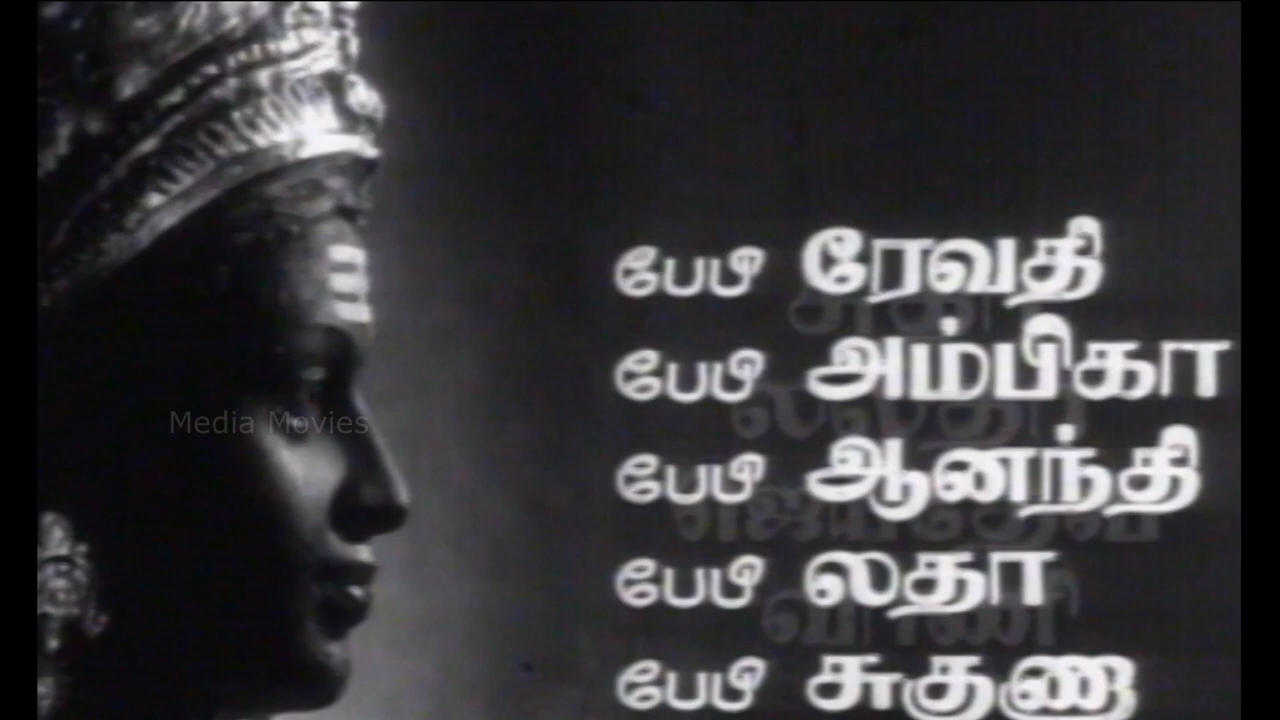 பேபி ரேவதி
பேபி அம்பிகா
Media Movies
பேபி ஆனந்தி
பேபி லதா
பேபி சுகுணா